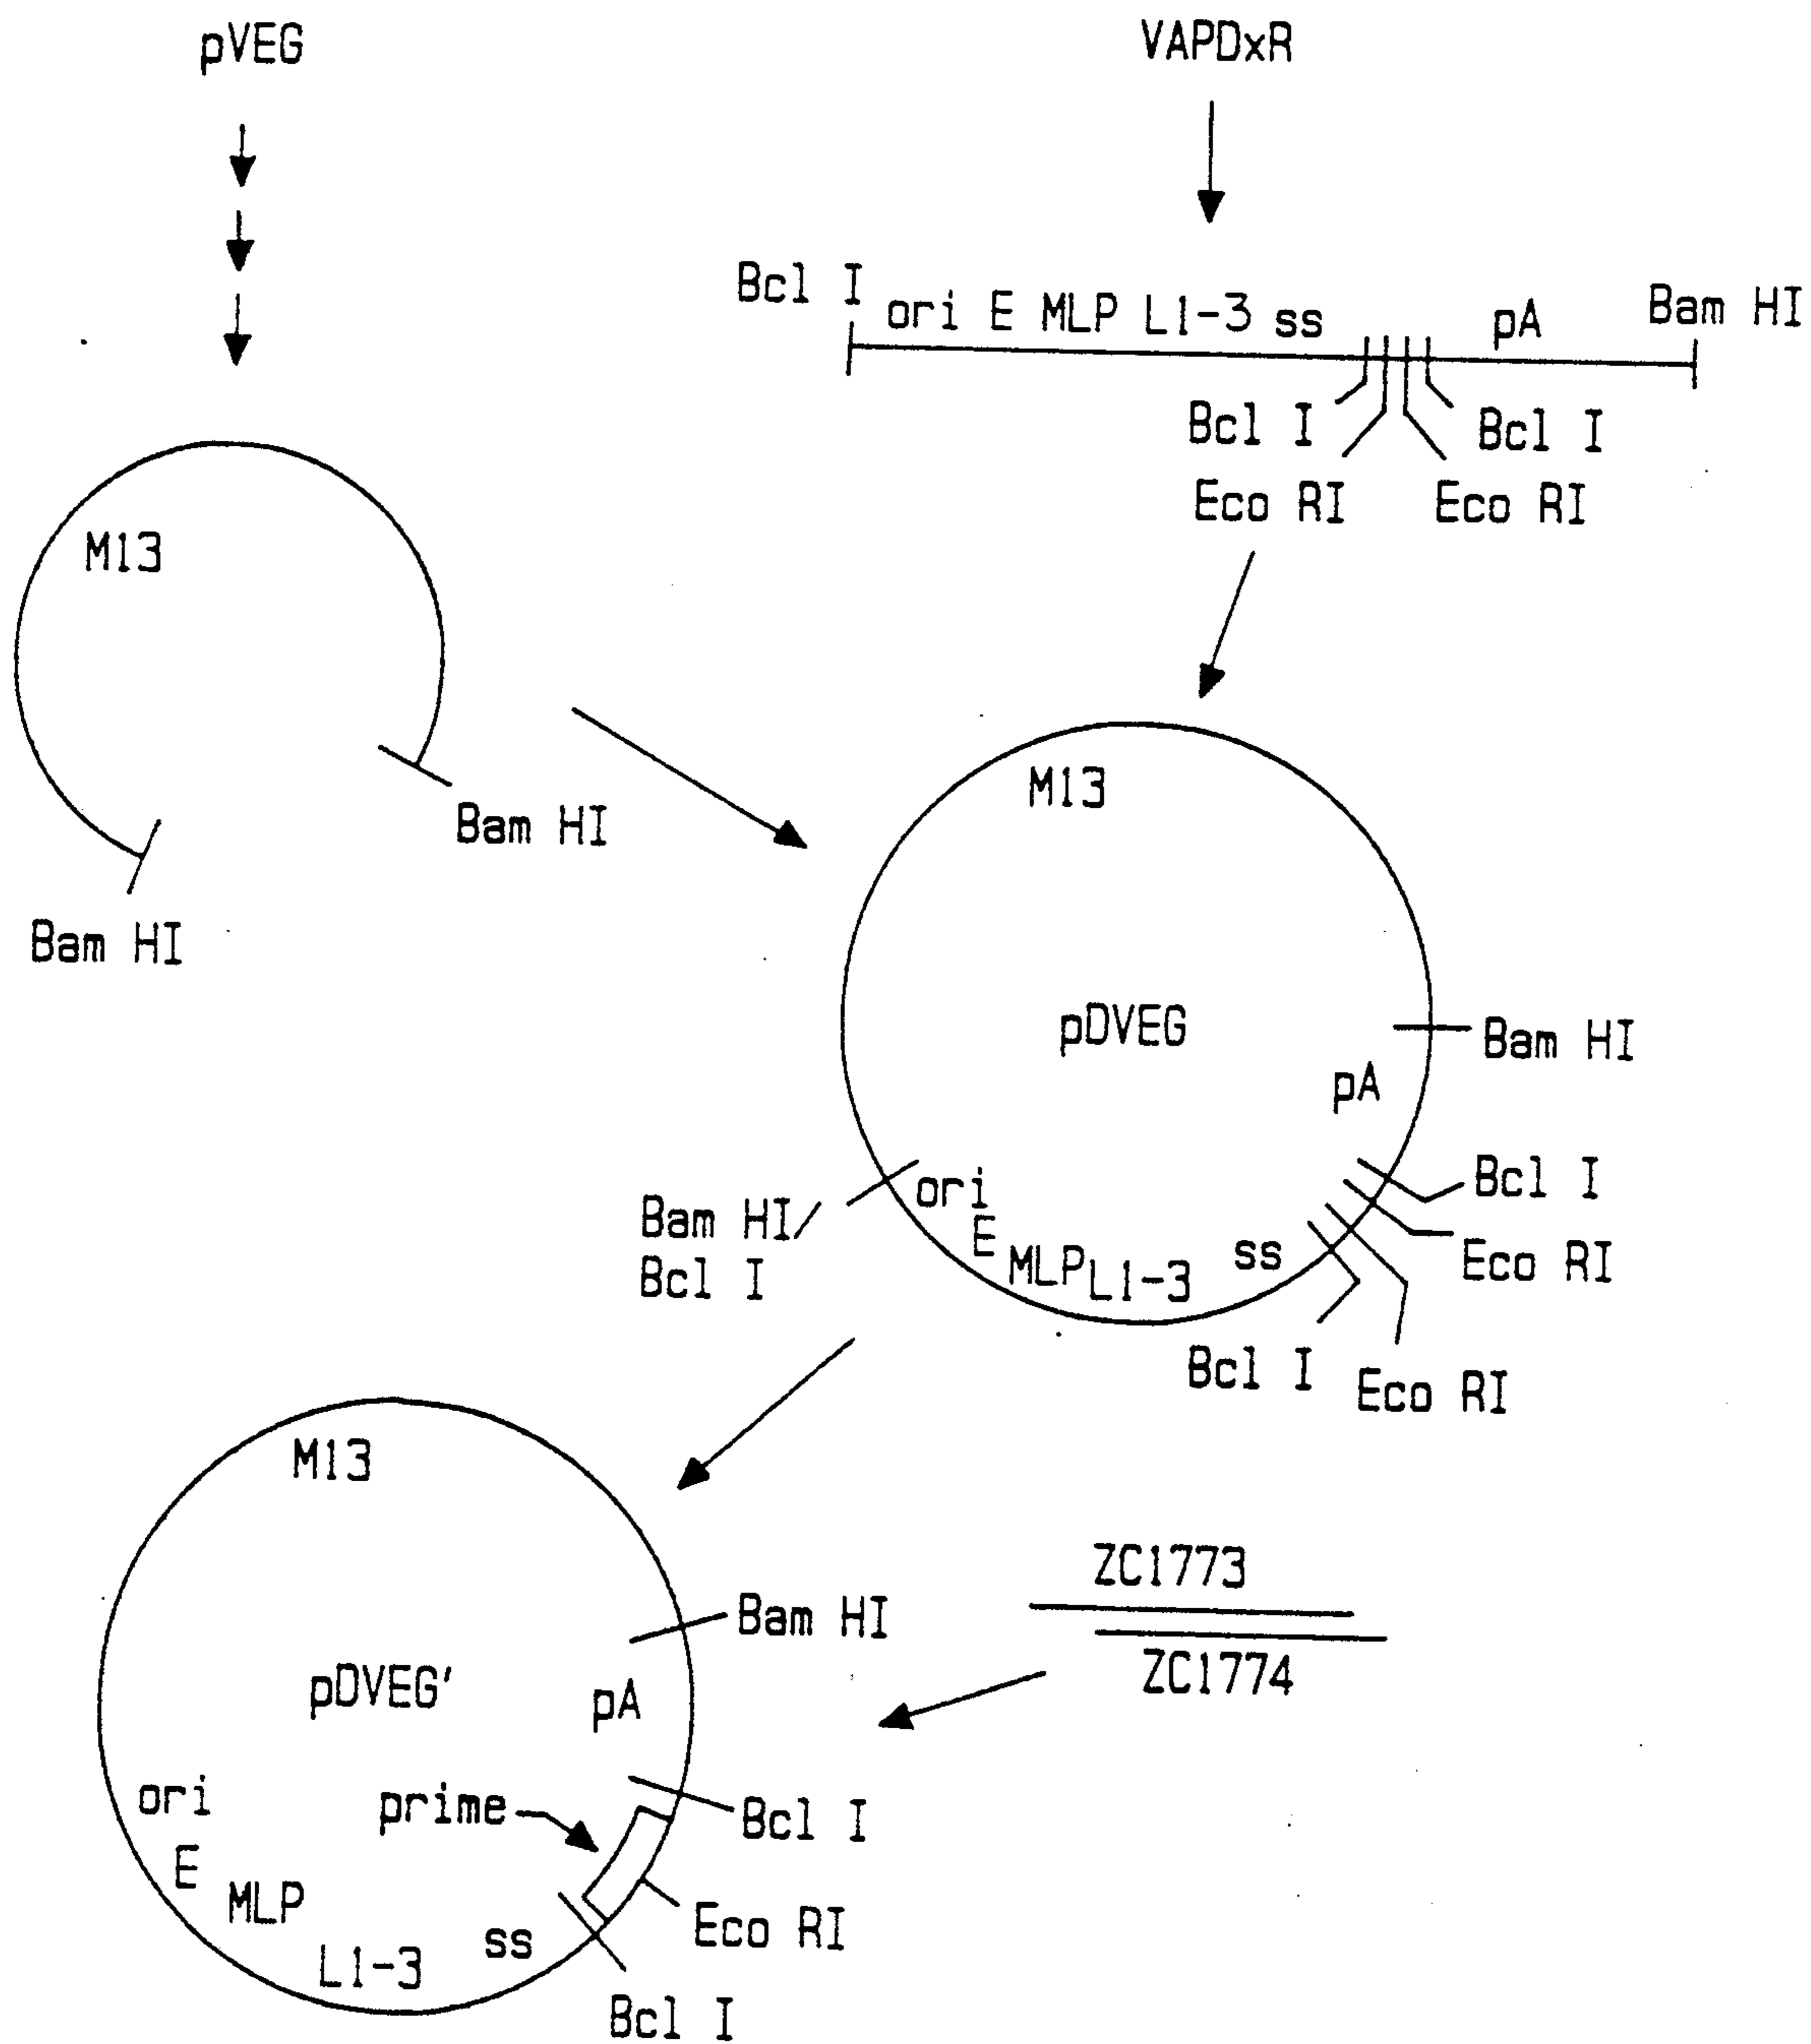 pVEG
VAPDxR
Bcl I
ori E MLP L1-3 ss
pA
Bam HI
Bcl I
Bcl I
Eco RI
Eco RI
M13
Bam HI
Bam HI
M13
pDVEG
Bam HI
pA
Bcl I
Eco RI
ori
E
MLP
L1-3
ss
Bam HI/
Bcl I
Bcl I
Eco RI
M13
ZC1773
ZC1774
Bam HI
pDVEG'
pA
ori
prime
Bcl I
E
MLP
Eco RI
L1-3
ss
Bcl I